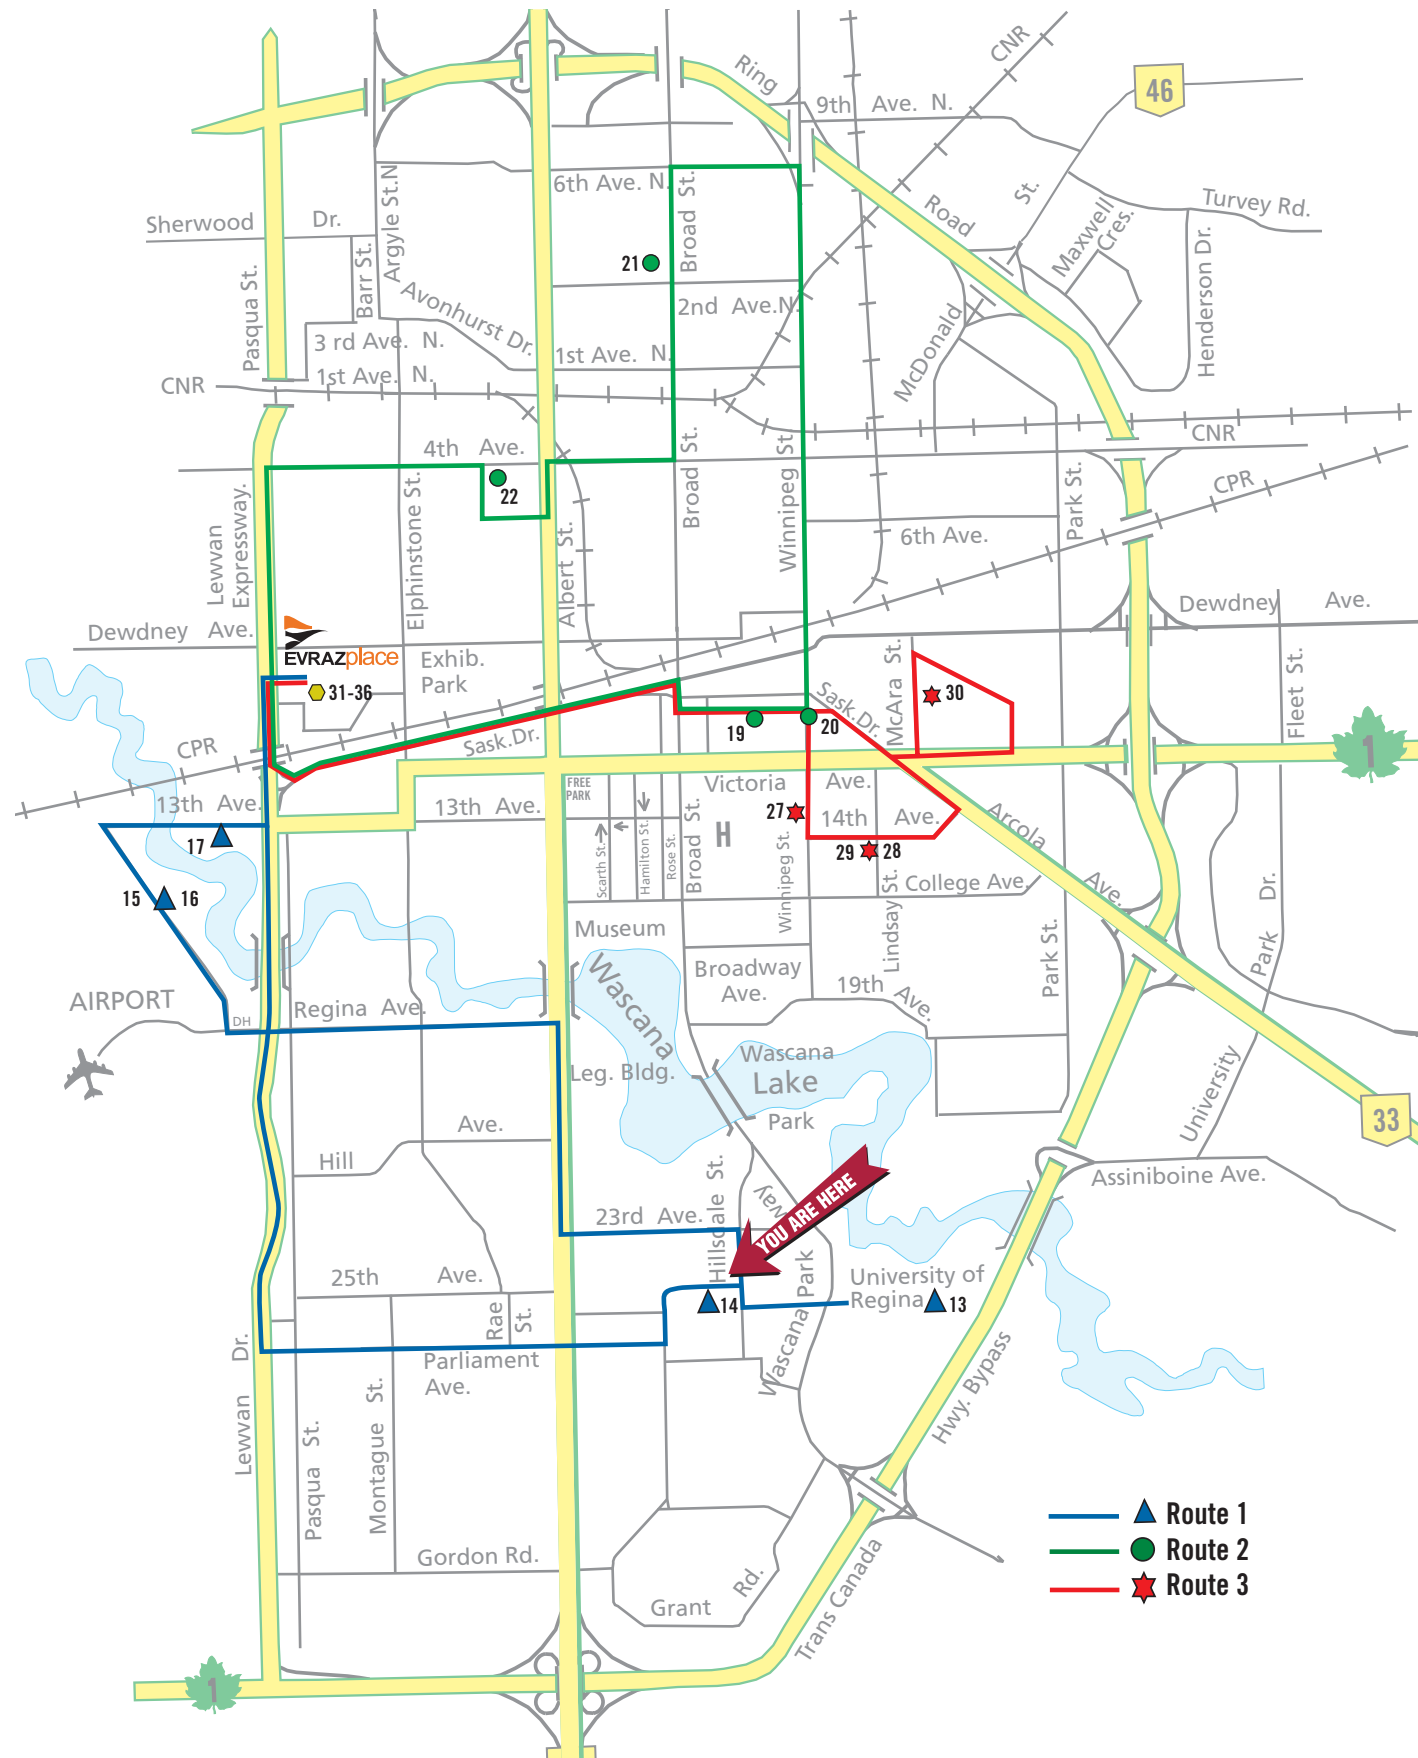 CNR
Ring
46
9th Ave. N.
6th Ave. N.
Argyle St.N
Broad St.
St.
Turvey Rd.
Maxwell
Cres.
Road
Sherwood Dr.
Barr St.
21
Henderson Dr.
Pasqua St.
Avonhurst Dr.
2nd Ave.N.
3 rd Ave. N.
1st Ave. N.
McDonald
CNR
1st Ave. N.
4th Ave.
22
Broad St.
Winnipeg St.
CNR
CPR
Park St.
Lewvan
Expressway.
Elphinstone St.
Albert St.
6th Ave.
Dewdney Ave.
Dewdney Ave.
EVRAZplace
Exhib.
Park
31-36
McAra St.
30
Fleet St.
Sask.Dr.
19
20
CPR
Sask.Dr.
1
FREE
PARK
Victoria Ave.
13th Ave.
13th Ave.
27
14th Ave.
Arcola
Ave.
17
H
Scarth St.
Hamilton St.
Rose St.
Broad St.
Winnipeg St.
29
28
College Ave.
Lindsay St.
15
16
Museum
Park St.
Park Dr.
Broadway
Ave.
19th Ave.
Wascana
AIRPORT
DH
Regina Ave.
Leg. Bldg.
Wascana
Lake
Park
University
33
Ave.
Hill
Assiniboine Ave.
YOU ARE HERE
Hillsdale St.
way
23rd Ave.
25th Ave.
14
University of
Regina
13
Wascana Park
Rae
St.
Parliament
Ave.
Lewvan Dr.
Pasqua St.
Montague St.
Hwy. Bypass
Trans Canada
Gordon Rd.
Grant Rd.
1
Route 1
Route 2
Route 3